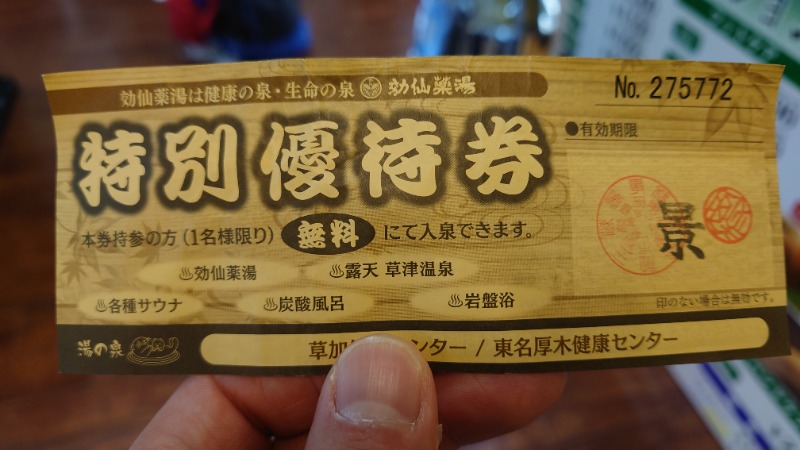 効仙薬湯は健康の泉・生命の泉 効仙薬湯
No. 275772
特別優待券
●有効期限
本券持参の方(1名様限り) 無料 にて入泉できます。
景
♨効仙薬湯 ♨露天 草津温泉
♨各種サウナ ♨炭酸風呂 ♨岩盤浴
印のない場合は無効です。
湯の泉
草加 ンター / 東名厚木健康センター